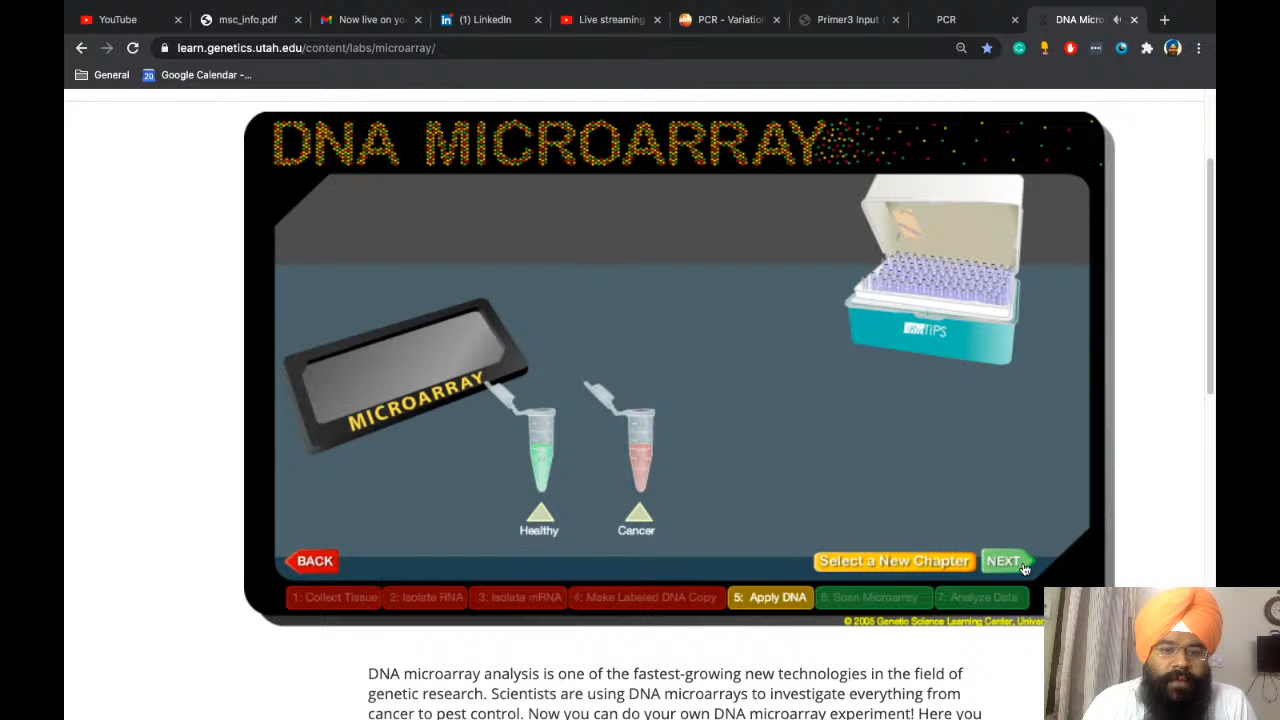 YouTube
msc_info.pdf
Now live on yo
(1) LinkedIn
Live streaming
PCR - Variation
Primer3 Input
PCR
DNA Micro
learn.genetics.utah.edu/content/labs/microarray/
General
Google Calendar -...
DNA MICROARRAY
TIPS
MICROARRAY
Healthy
Cancer
BACK
Select a New Chapter
NEXT
1: Collect Tissue
2: Isolate RNA
3: Isolate mRNA
4: Make Labeled DNA Copy
5: Apply DNA
6: Scan Microarray
7. Analyze Data
© 2005 Genetic Science Learning Center, Univer
DNA microarray analysis is one of the fastest-growing new technologies in the field of
genetic research. Scientists are using DNA microarrays to investigate everything from
cancer to pest control. Now you can do your own DNA microarray experiment! Here you